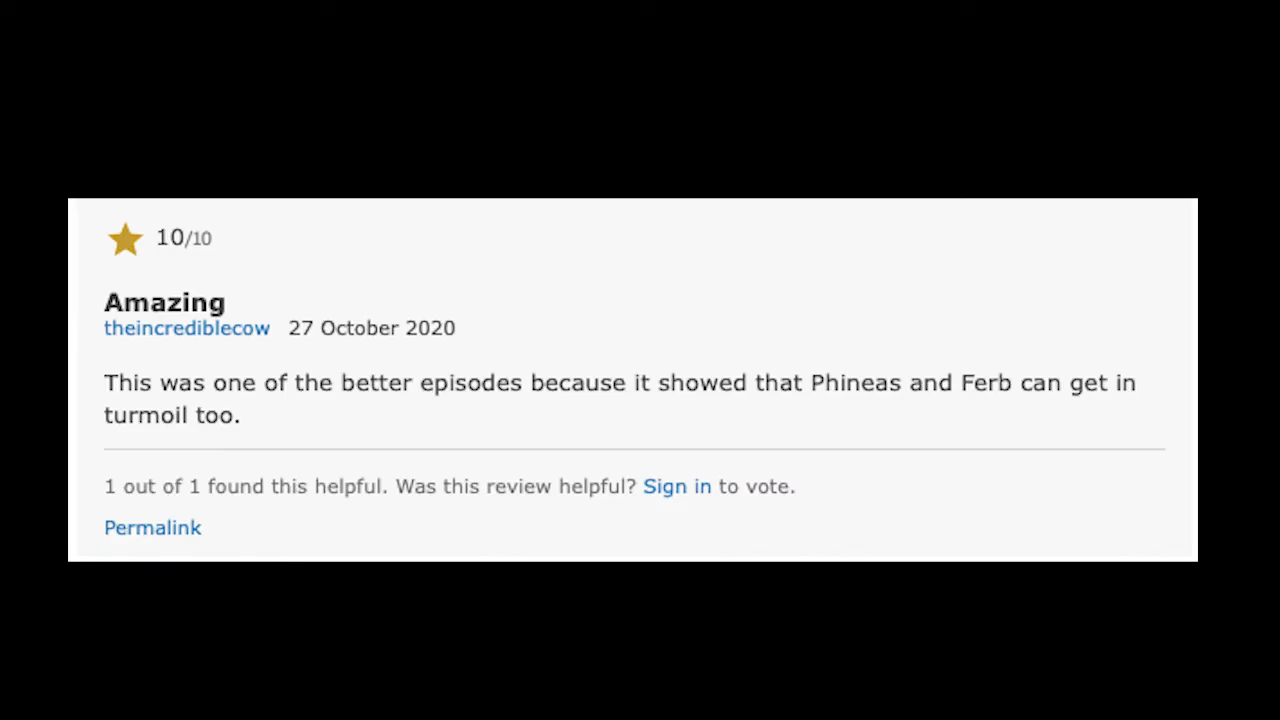 10/10
Amazing
theincrediblecow 27 October 2020
This was one of the better episodes because it showed that Phineas and Ferb can get in
turmoil too.
1 out of 1 found this helpful. Was this review helpful? Sign in to vote.
Permalink